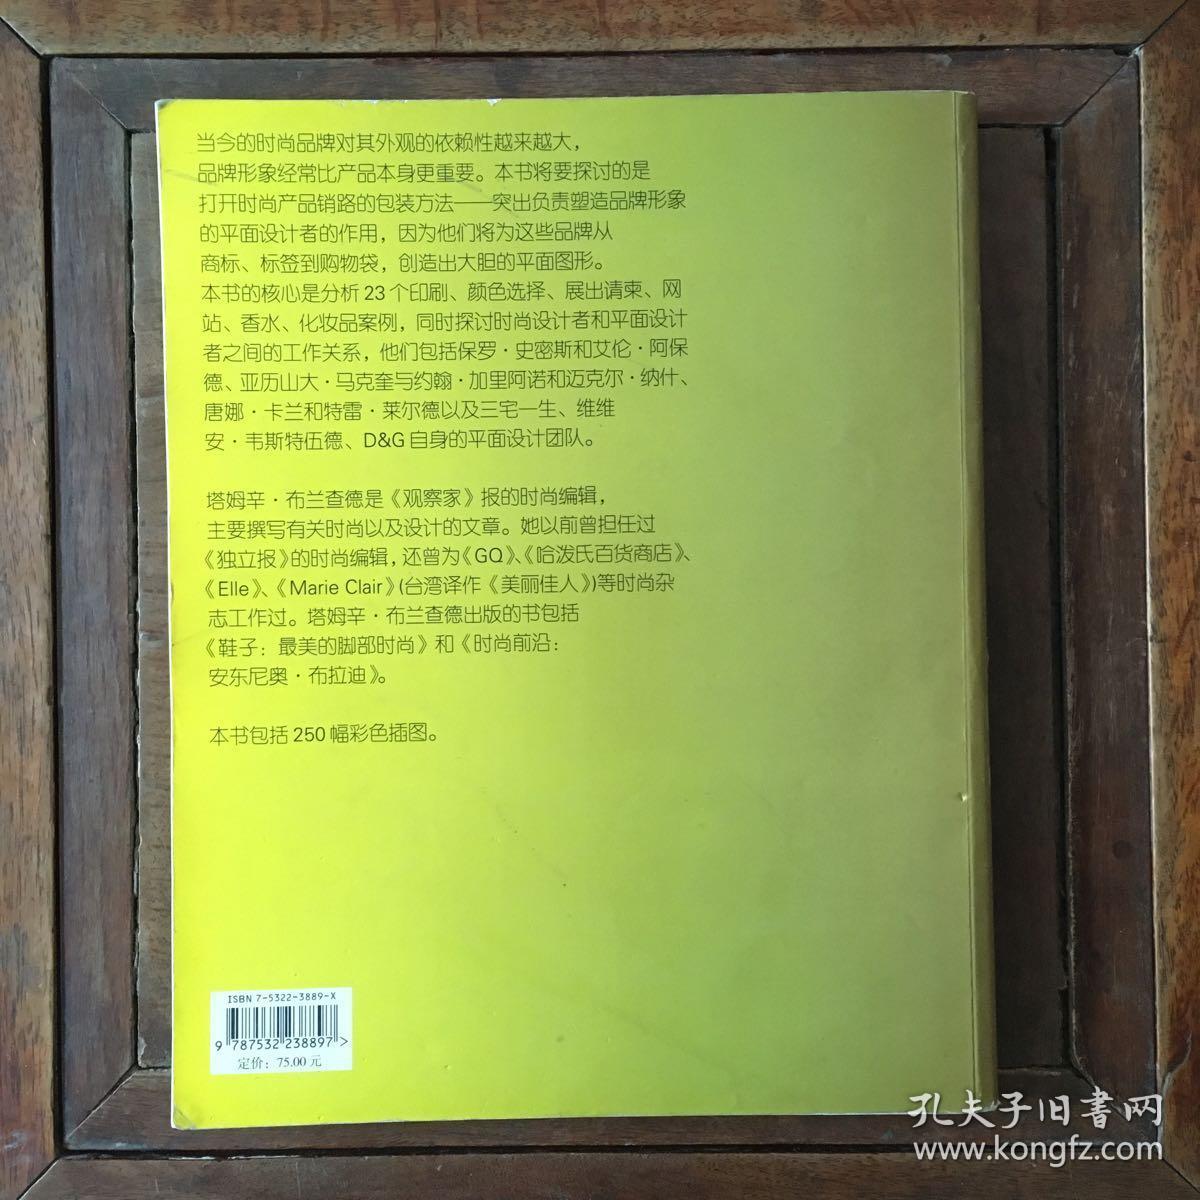 当今的时尚品牌对其外观的依赖性越来越大,
品牌形象经常比产品本身更重要。本书将要探讨的是
打开时尚产品销路的包装方法——突出负责塑造品牌形象
的平面设计者的作用,因为他们将为这些品牌从
商标、标签到购物袋,创造出大胆的平面图形。
本书的核心是分析 23 个印刷、颜色选择、展出请柬、网
站、香水、化妆品案例,同时探讨时尚设计者和平面设计
者之间的工作关系,他们包括保罗·史密斯和艾伦·阿保
德、亚历山大·马克奎与约翰·加里阿诺和迈克尔·纳什、
唐娜·卡兰和特雷·莱尔德以及三宅一生、维维
安·韦斯特伍德、D&G 自身的平面设计团队。
塔姆辛·布兰查德是《观察家》报的时尚编辑,
主要撰写有关时尚以及设计的文章。她以前曾担任过
《独立报》的时尚编辑,还曾为《GQ》、《哈泼氏百货商店》、
《Elle》、《Marie Clair》(台湾译作《美丽佳人》)等时尚杂
志工作过。塔姆辛·布兰查德出版的书包括
《鞋子：最美的脚部时尚》和《时尚前沿：
安东尼奥·布拉迪》。
本书包括 250 幅彩色插图。
ISBN 7-5322-3889-X
9 787532 238897 >
定价：75.00 元
孔夫子旧書网
www.kongfz.com